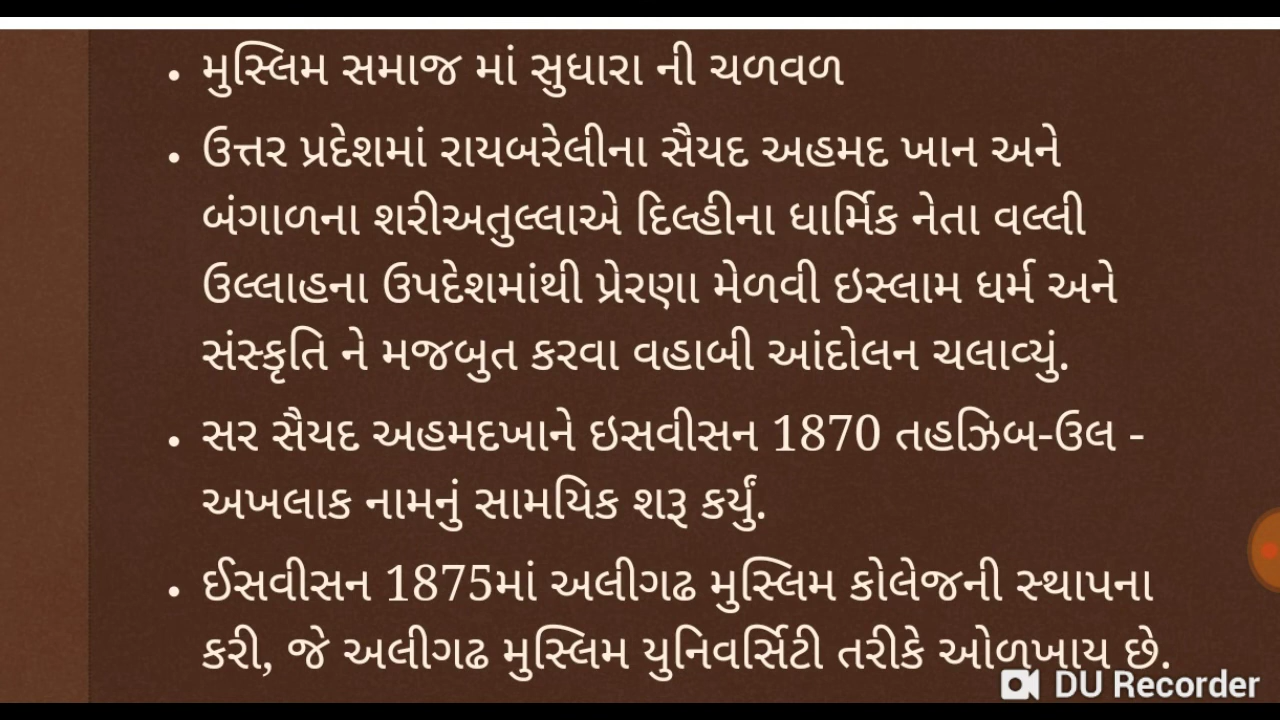 • મુસ્લિમ સમાજ માં સુધારા ની ચળવળ
• ઉત્તર પ્રદેશમાં રાયબરેલીના સૈયદ અહમદ ખાન અને
બંગાળના શરીઅતુલ્લાએ દિલ્હીના ધાર્મિક નેતા વલ્લી
ઉલ્લાહના ઉપદેશમાંથી પ્રેરણા મેળવી ઇસ્લામ ધર્મ અને
સંસ્કૃતિ ને મજબુત કરવા વહાબી આંદોલન ચલાવ્યું.
• સર સૈયદ અહમદખાને ઇસવીસન 1870 તહઝિબ-ઉલ -
અખલાક નામનું સામયિક શરૂ કર્યું.
• ઈસવીસન 1875માં અલીગઢ મુસ્લિમ કોલેજની સ્થાપના
કરી, જે અલીગઢ મુસ્લિમ યુનિવર્સિટી તરીકે ઓળખાય છે.
DU Recorder